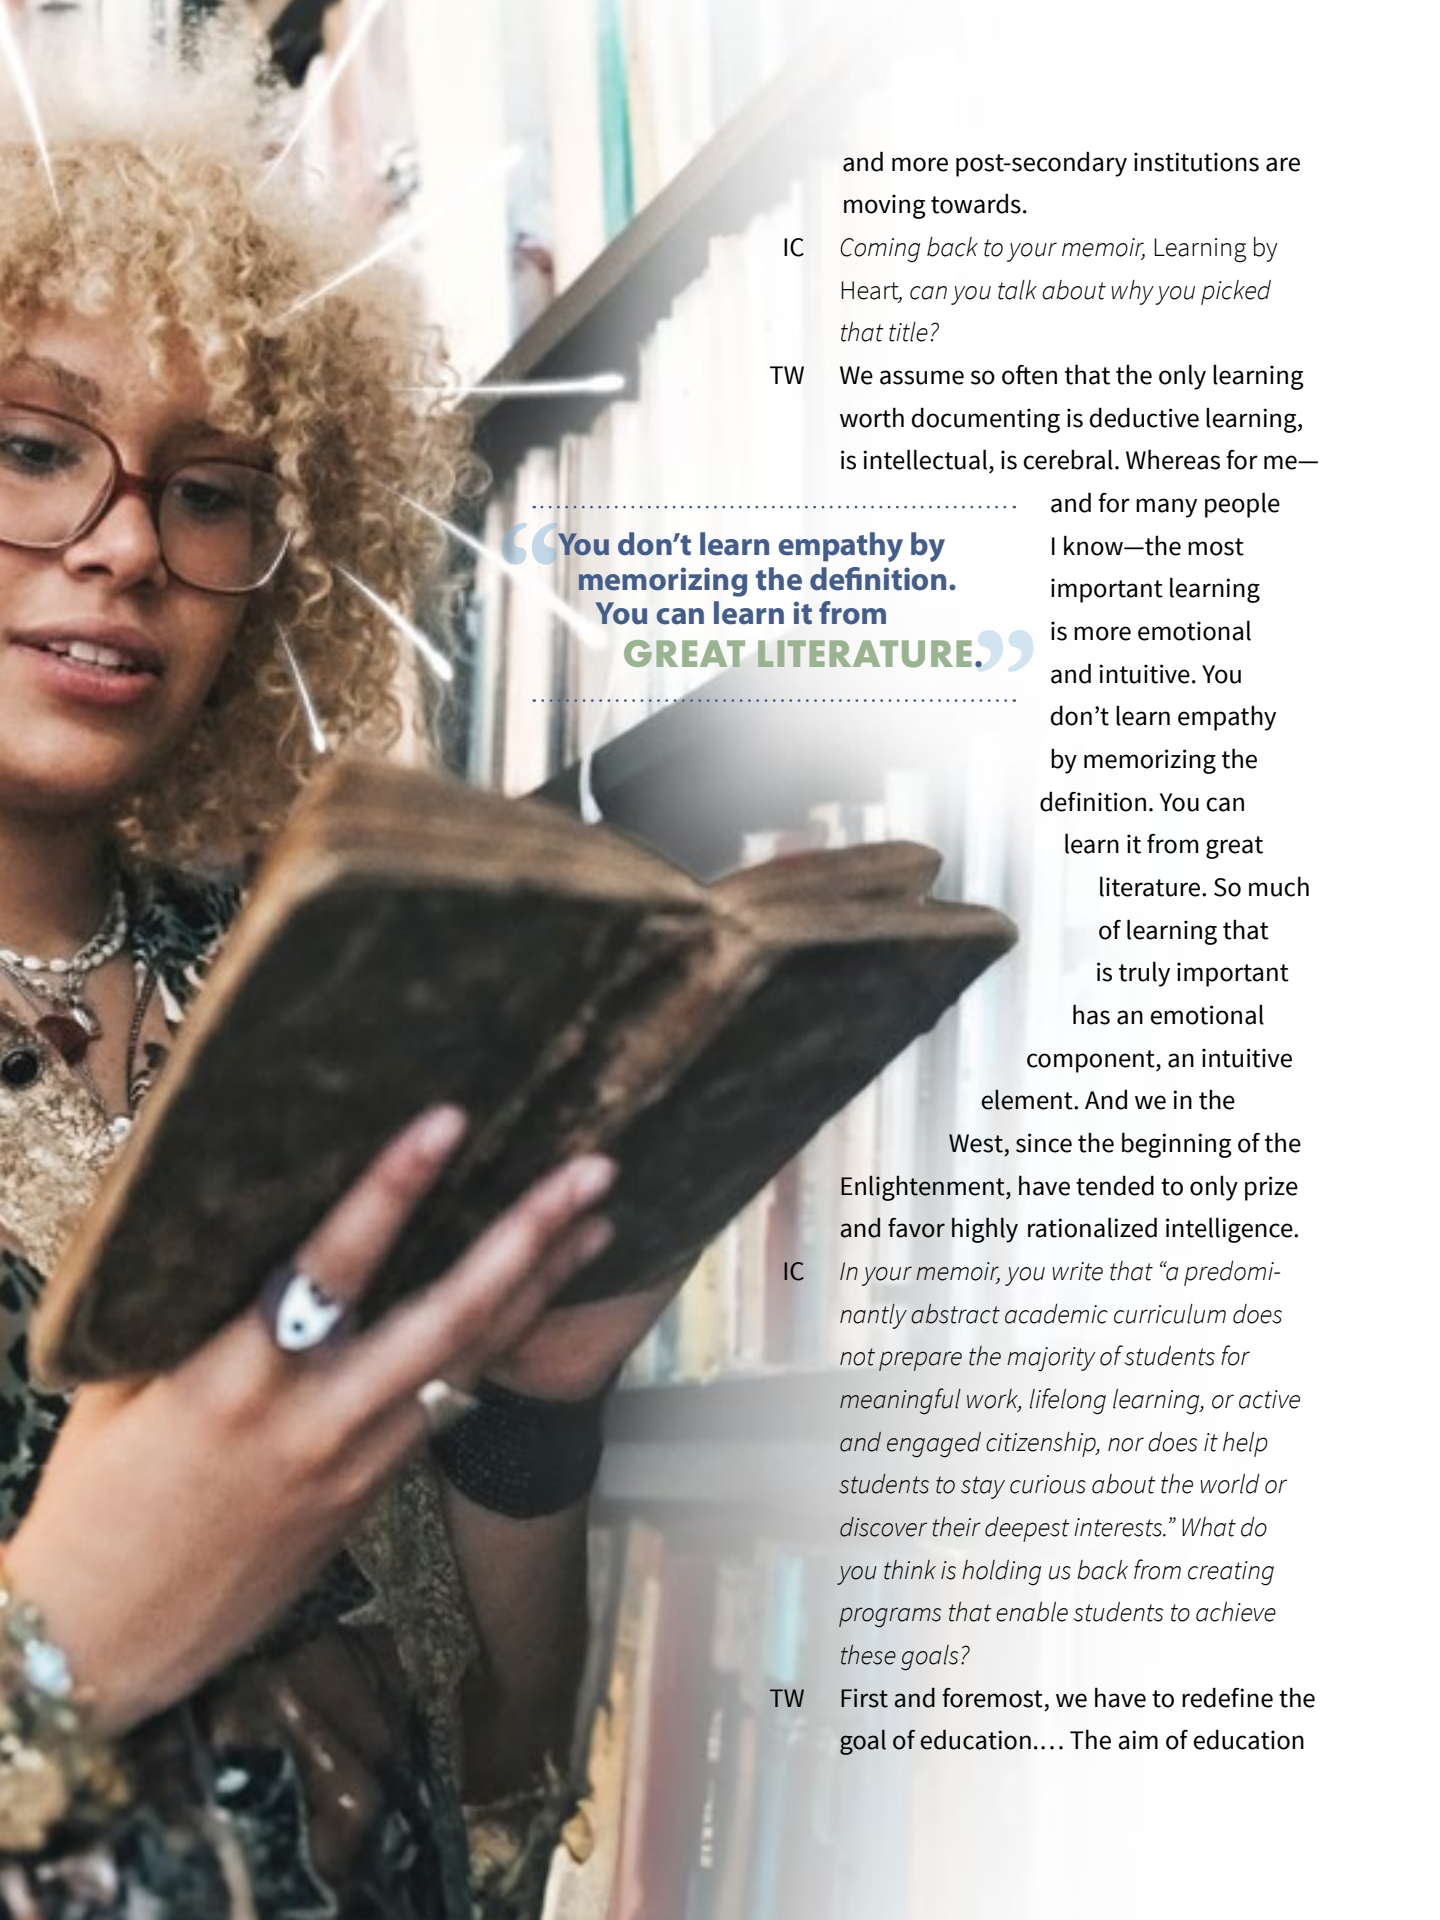 and more post-secondary institutions are
moving towards.
IC Coming back to your memoir, Learning by
Heart, can you talk about why you picked
that title?
TW We assume so often that the only learning
worth documenting is deductive learning,
is intellectual, is cerebral. Whereas for me—
and for many people
I know—the most
important learning
is more emotional
and intuitive. You
don’t learn empathy
by memorizing the
definition. You can
learn it from great
literature. So much
of learning that
is truly important
has an emotional
component, an intuitive
element. And we in the
West, since the beginning of the
Enlightenment, have tended to only prize
and favor highly rationalized intelligence.
IC In your memoir, you write that “a predomi-
nantly abstract academic curriculum does
not prepare the majority of students for
meaningful work, lifelong learning, or active
and engaged citizenship, nor does it help
students to stay curious about the world or
discover their deepest interests.” What do
you think is holding us back from creating
programs that enable students to achieve
these goals?
TW First and foremost, we have to redefine the
goal of education.… The aim of education
“You don’t learn empathy by
memorizing the definition.
You can learn it from
GREAT LITERATURE.”